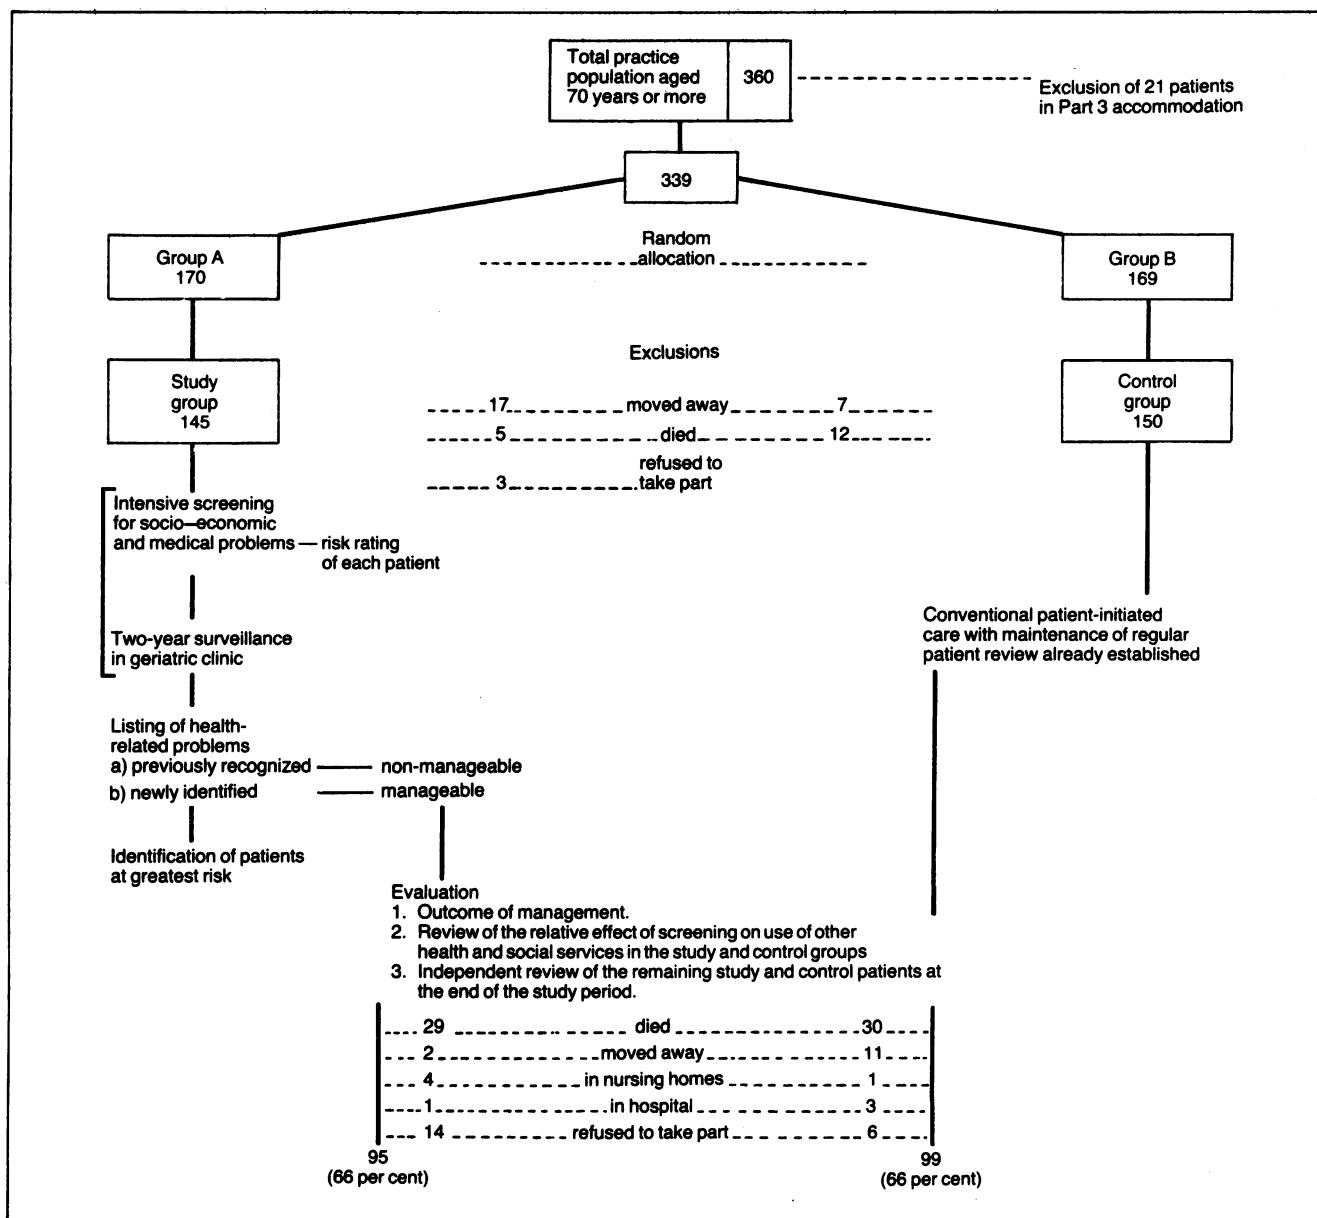 Total practice
population aged
70 years or more
360
Exclusion of 21 patients
in Part 3 accommodation
339
Random
allocation
Group A
170
Group B
169
Exclusions
Study
group
145
Control
group
150
17 moved away 7
5 died 12
refused to
3 take part
Intensive screening
for socio—economic
and medical problems — risk rating
of each patient
Two-year surveillance
in geriatric clinic
Conventional patient-initiated
care with maintenance of regular
patient review already established
Listing of health-
related problems
a) previously recognized — non-manageable
b) newly identified — manageable
Identification of patients
at greatest risk
Evaluation
1. Outcome of management.
2. Review of the relative effect of screening on use of other
health and social services in the study and control groups
3. Independent review of the remaining study and control patients at
the end of the study period.
29 died 30
2 moved away 11
4 in nursing homes 1
1 in hospital 3
14 refused to take part 6
95
(66 per cent)
99
(66 per cent)